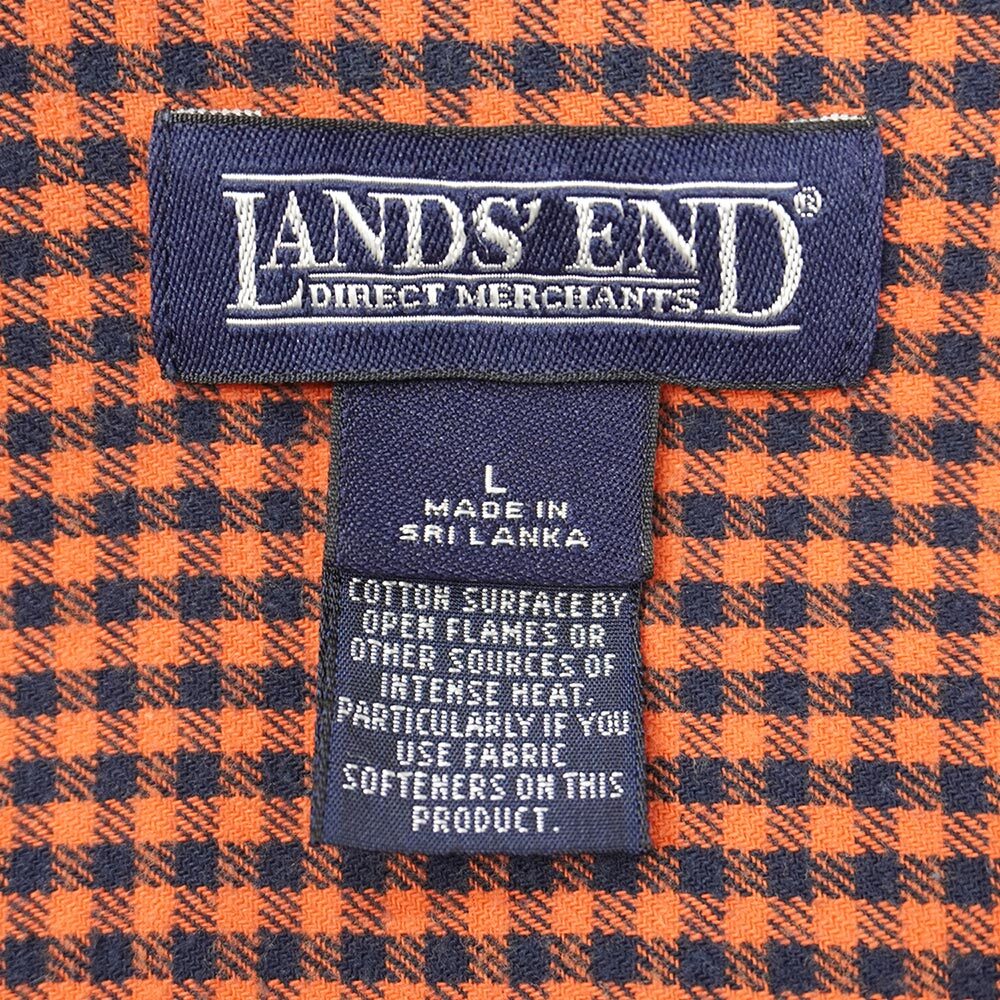 LANDS' END®
DIRECT MERCHANTS
L
MADE IN
SRI LANKA
COTTON SURFACE BY
OPEN FLAMES OR
OTHER SOURCES OF
INTENSE HEAT,
PARTICULARLY IF YOU
USE FABRIC
SOFTENERS ON THIS
PRODUCT.